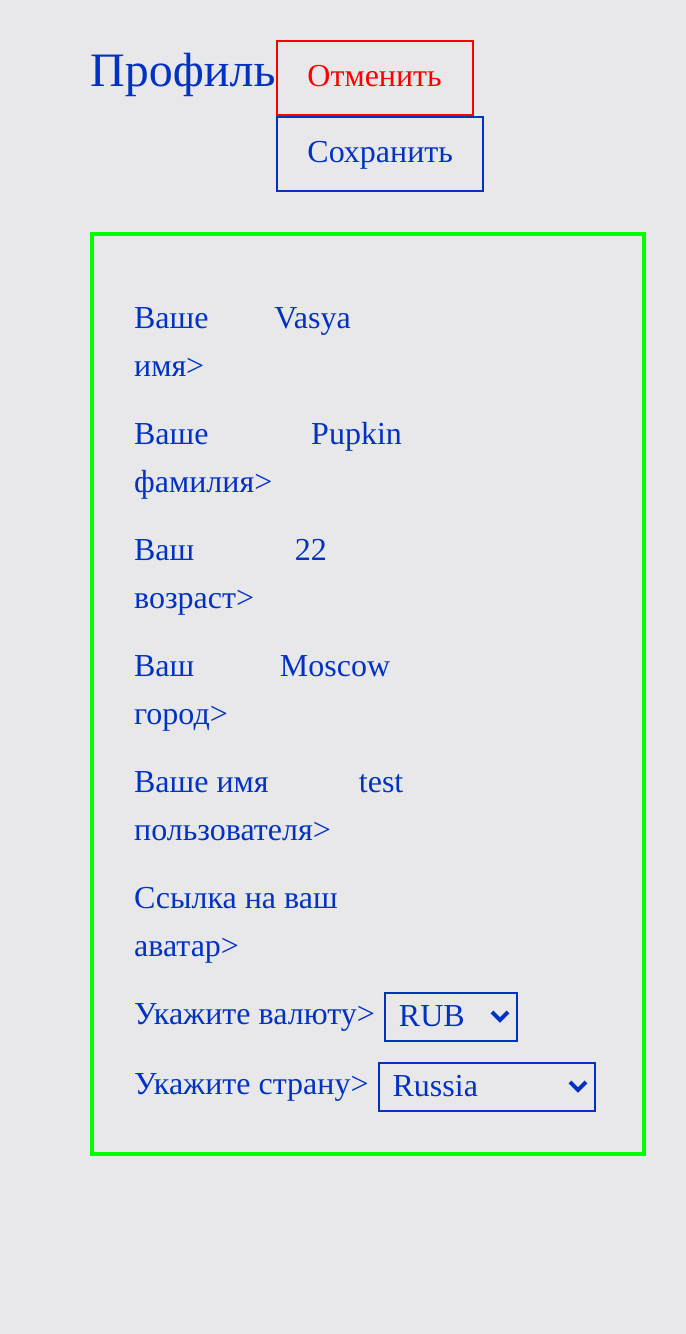 Профиль Отменить
Сохранить
Ваше Vasya
имя>
Ваше Pupkin
фамилия>
Ваш 22
возраст>
Ваш Moscow
город>
Ваше имя test
пользователя>
Ссылка на ваш
аватар>
Укажите валюту> RUB
Укажите страну> Russia